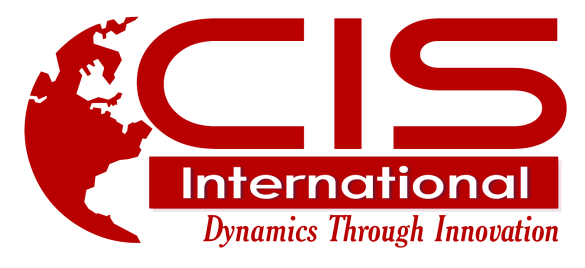 CIS
International
Dynamics Through Innovation